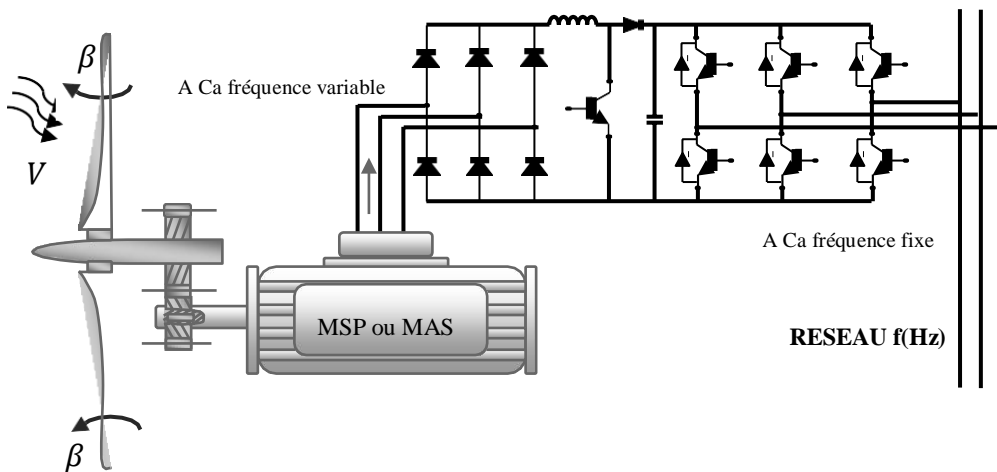 β
A Ca fréquence variable
V
A Ca fréquence fixe
MSP ou MAS
RESEAU f(Hz)
β